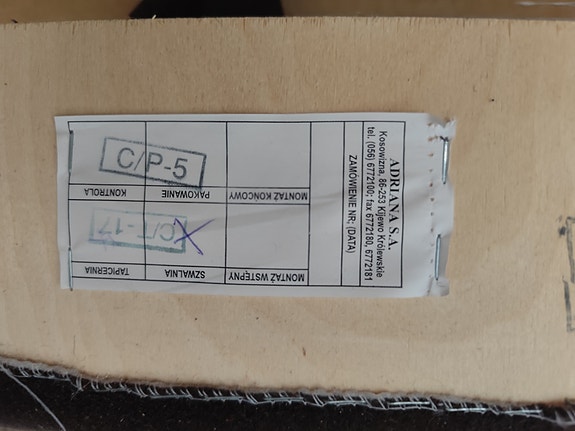 ADRIANA S.A.
Kosowizna, 86-253 Kijewo Królewskie
tel. (056) 6772100; fax 6772180, 6772181
ZAMÓWIENIE NR; (DATA)
MONTAŻ WSTĘPNY
SZWALNIA
TAPICERNIA
C/T-17
X
MONTAŻ KOŃCOWY
PAKOWANIE
KONTROLA
C/P-5